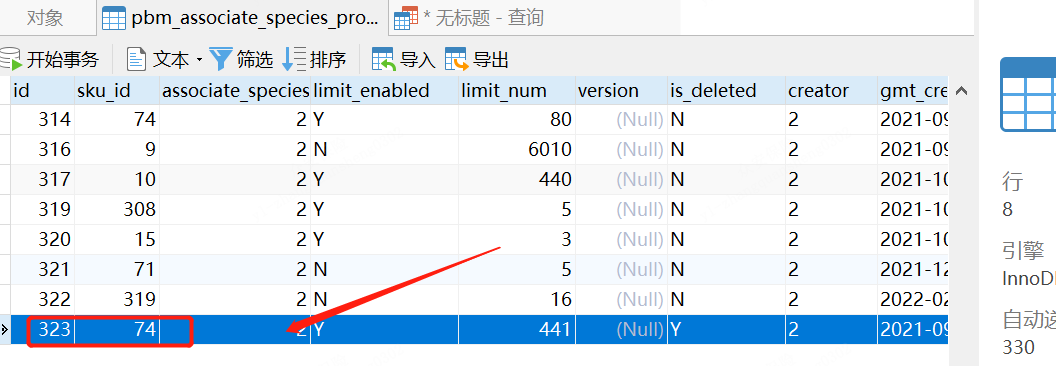 对象 pbm_associate_species_pro... * 无标题 - 查询
开始事务 文本 筛选 排序 导入 导出
id sku_id associate_species limit_enabled limit_num version is_deleted creator gmt_cre
314 74 2 Y 80 (Null) N 2 2021-09
316 9 2 N 6010 (Null) N 2 2021-09
317 10 2 Y 440 (Null) N 2 2021-10
行
319 308 2 Y 5 (Null) N 2 2021-10
8
320 15 2 Y 3 (Null) N 2 2021-10
引擎
321 71 2 N 5 (Null) N 2 2021-12
InnoD
322 319 2 N 16 (Null) N 2 2022-02
自动递
323 74 2 Y 441 (Null) Y 2 2021-09
330